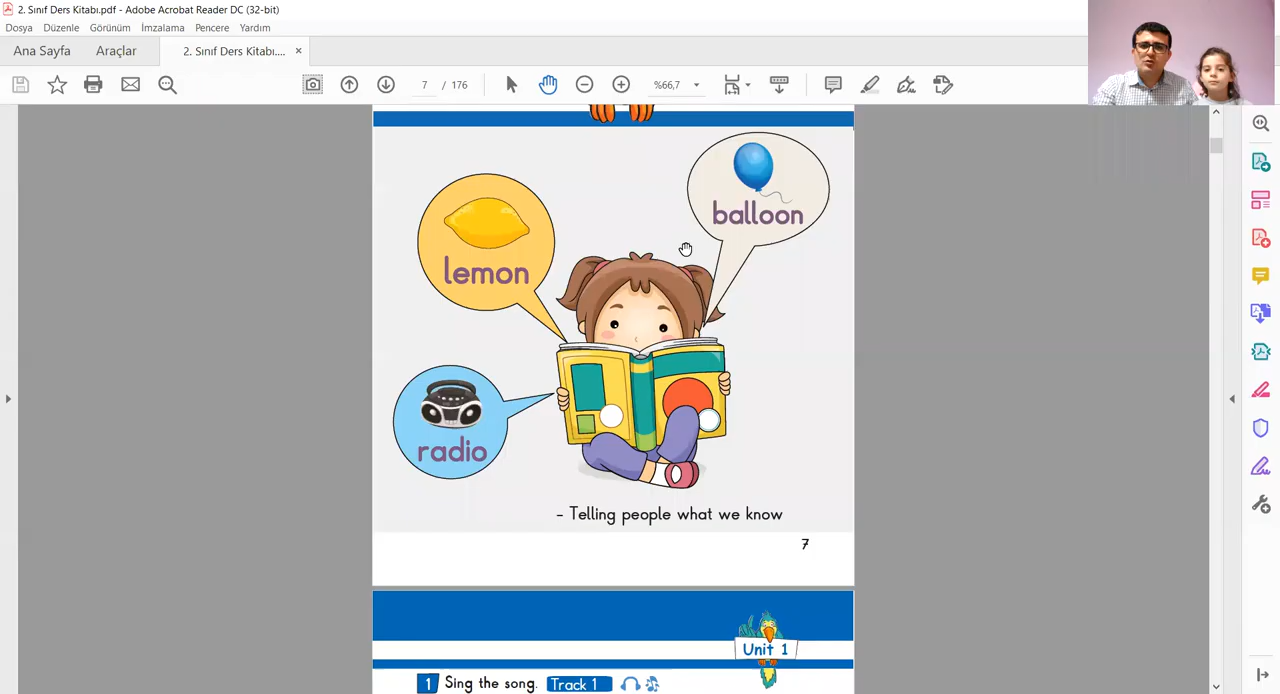 2. Sınıf Ders Kitabı.pdf - Adobe Acrobat Reader DC (32-bit)
Dosya Düzenle Görünüm İmzalama Pencere Yardım
Ana Sayfa Araçlar 2. Sınıf Ders Kitabı....
7 / 176 %66,7
balloon
lemon
radio
- Telling people what we know
7
Unit 1
1 Sing the song. Track 1